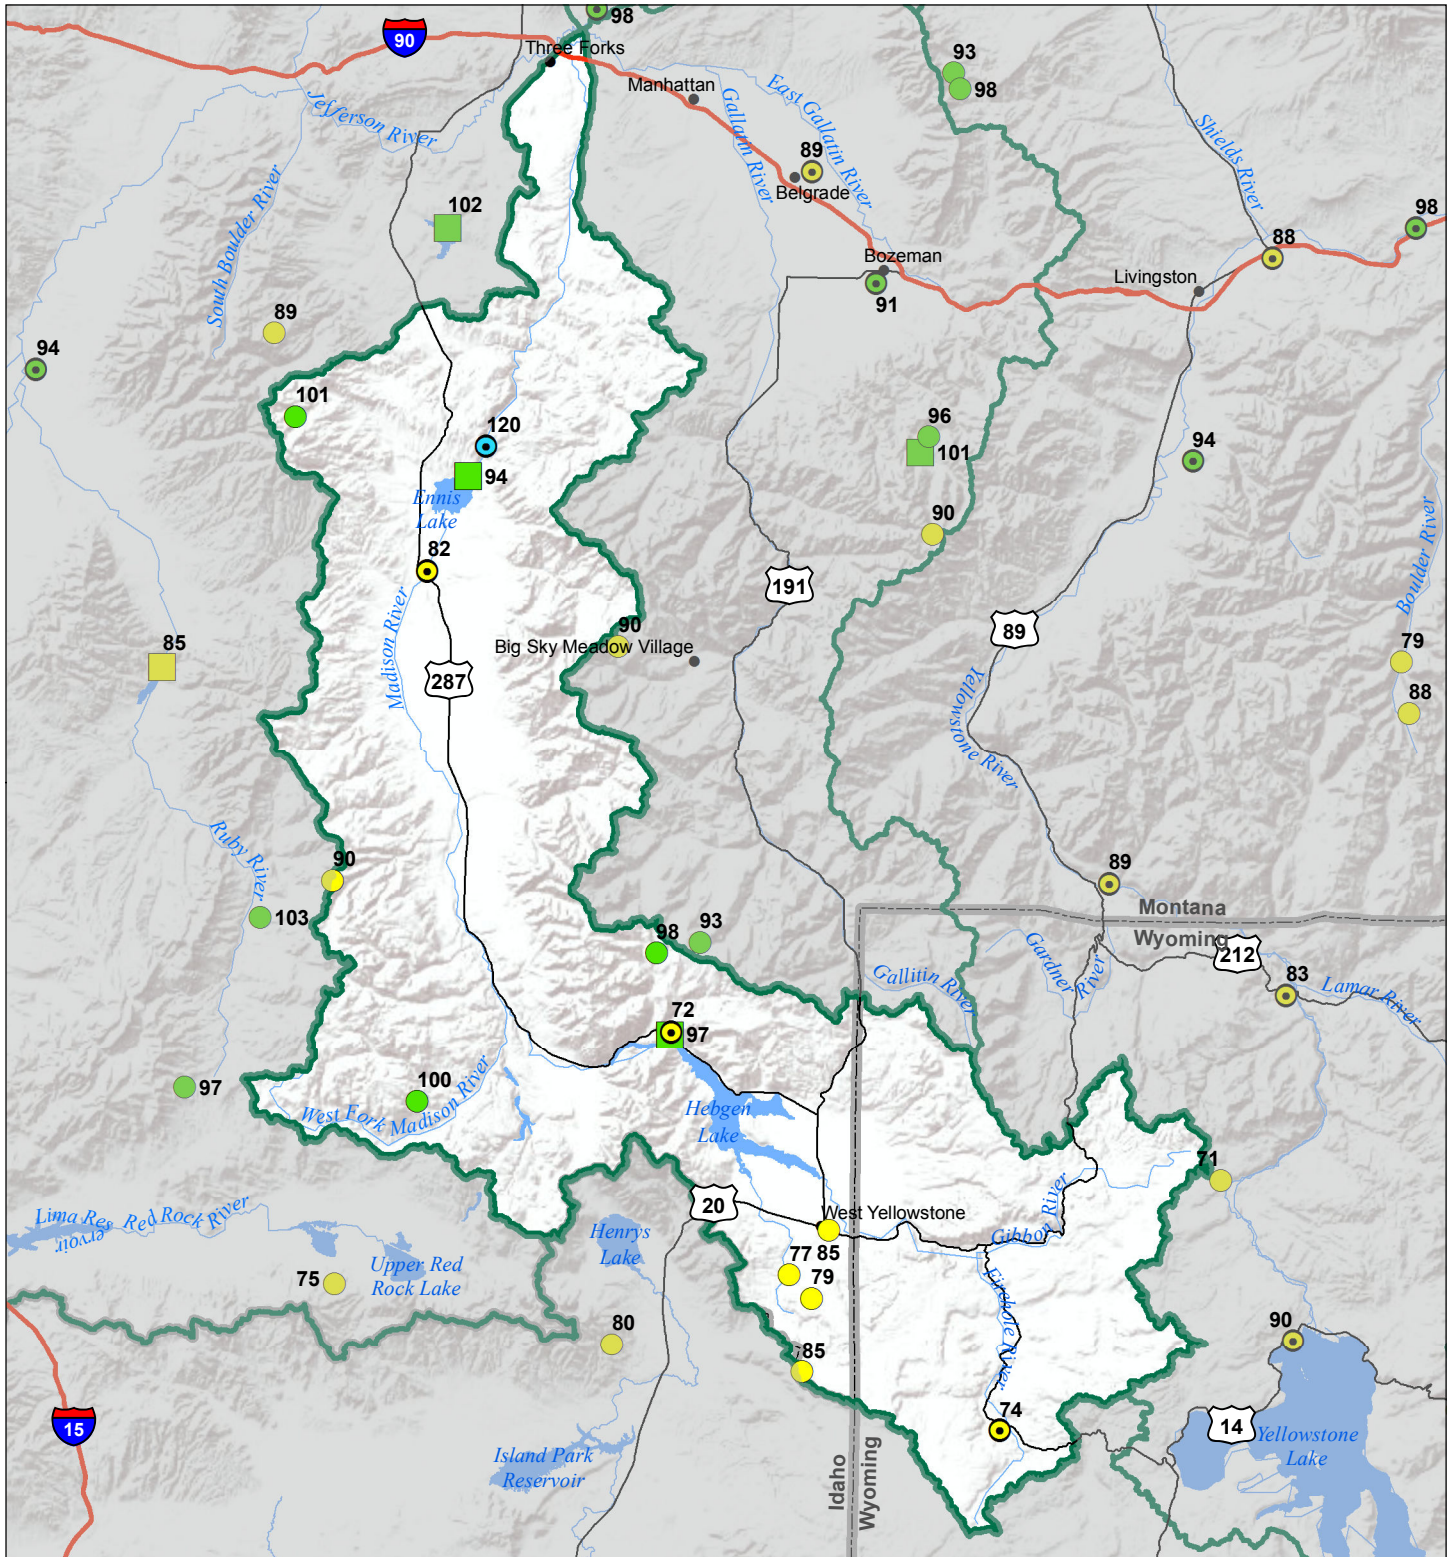 98
90
Three Forks
93
98
Manhattan
Jefferson River
Gallatin River
East Gallatin River
Shields River
89
Belgrade
South Boulder River
102
98
Bozeman
88
Livingston
91
89
94
101
120
96
101
94
94
Ennis
Lake
90
Boulder River
82
191
Madison River
89
90
Big Sky Meadow Village
85
79
287
88
Yellowstone River
Ruby River
90
89
103
Montana
Wyoming
98
93
212
Gardner
River
Gallitin River
83
Lamar River
72
97
97
100
West Fork Madison River
Hebgen
Lake
71
20
Gibbon River
West Yellowstone
Lima Reservoir
Red Rock River
Henrys
Lake
Upper Red
Rock Lake
75
77
85
79
Firehole River
80
90
85
74
15
14
Yellowstone
Lake
Island Park
Reservoir
Idaho
Wyoming